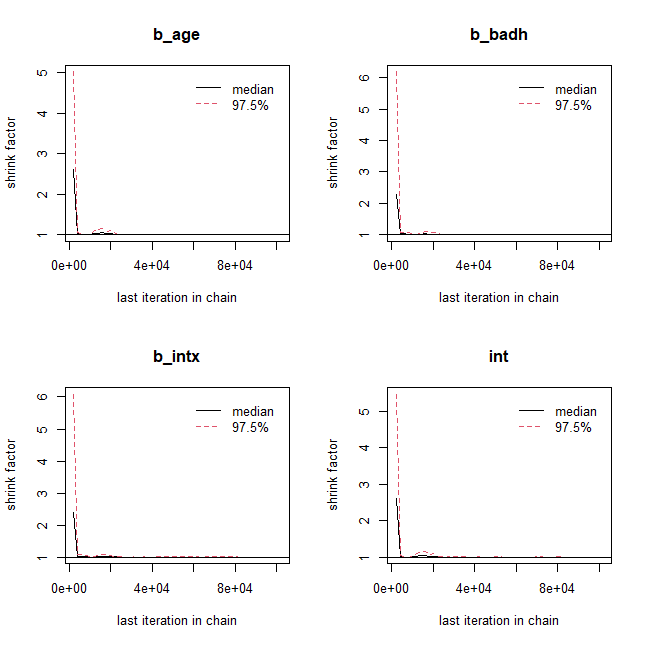 b_age
shrink factor
5
4
3
2
1
median
97.5%
0e+00
4e+04
8e+04
last iteration in chain
b_badh
shrink factor
6
5
4
3
2
1
median
97.5%
0e+00
4e+04
8e+04
last iteration in chain
b_intx
shrink factor
6
5
4
3
2
1
median
97.5%
0e+00
4e+04
8e+04
last iteration in chain
int
shrink factor
5
4
3
2
1
median
97.5%
0e+00
4e+04
8e+04
last iteration in chain